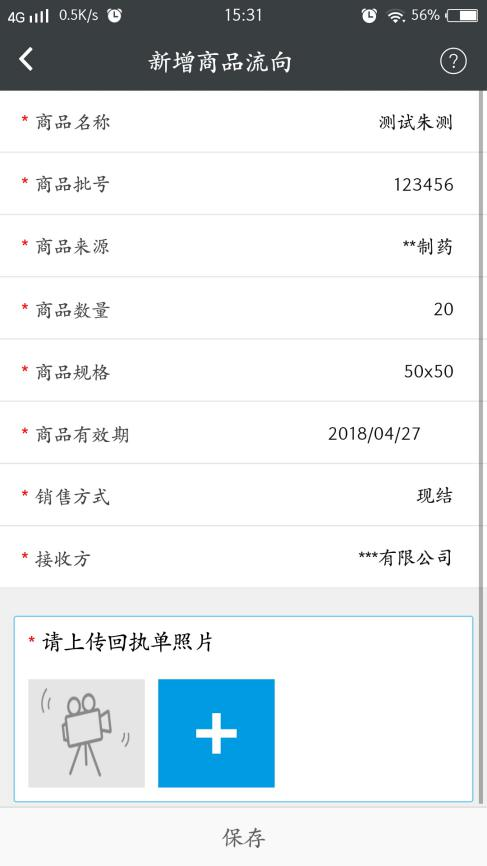 4G 0.5K/s 15:31 56%
新增商品流向 ?
* 商品名称 测试朱测
* 商品批号 123456
* 商品来源 **制药
* 商品数量 20
* 商品规格 50x50
* 商品有效期 2018/04/27
* 销售方式 现结
* 接收方 ***有限公司
* 请上传回执单照片
保存